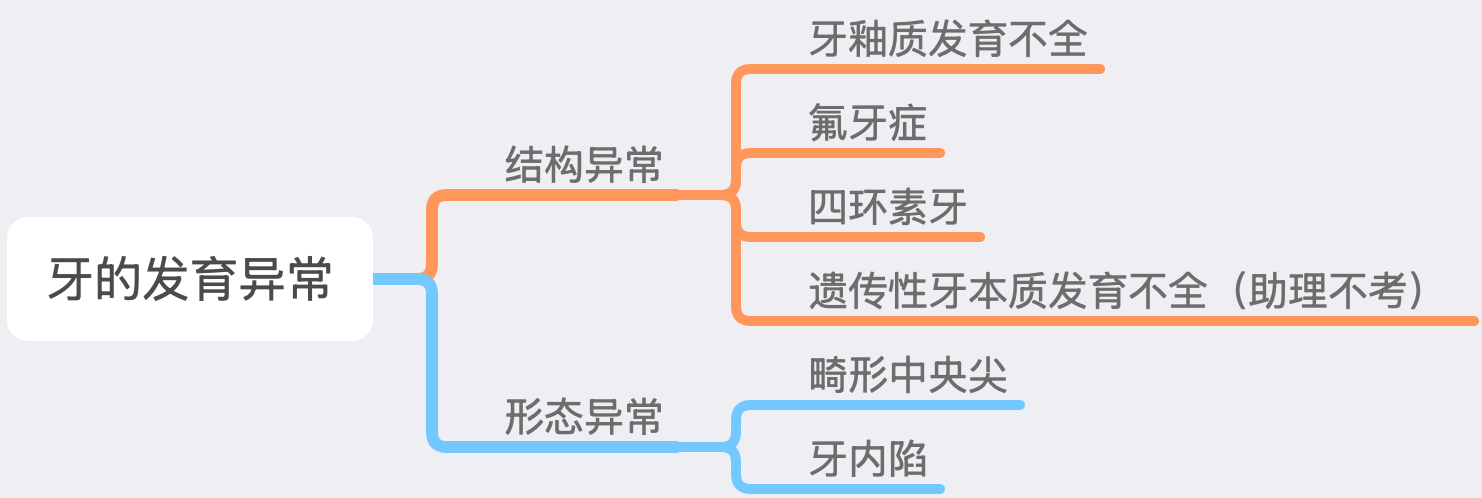 牙釉质发育不全
氟牙症
结构异常
四环素牙
牙的发育异常
遗传性牙本质发育不全（助理不考）
畸形中央尖
形态异常
牙内陷